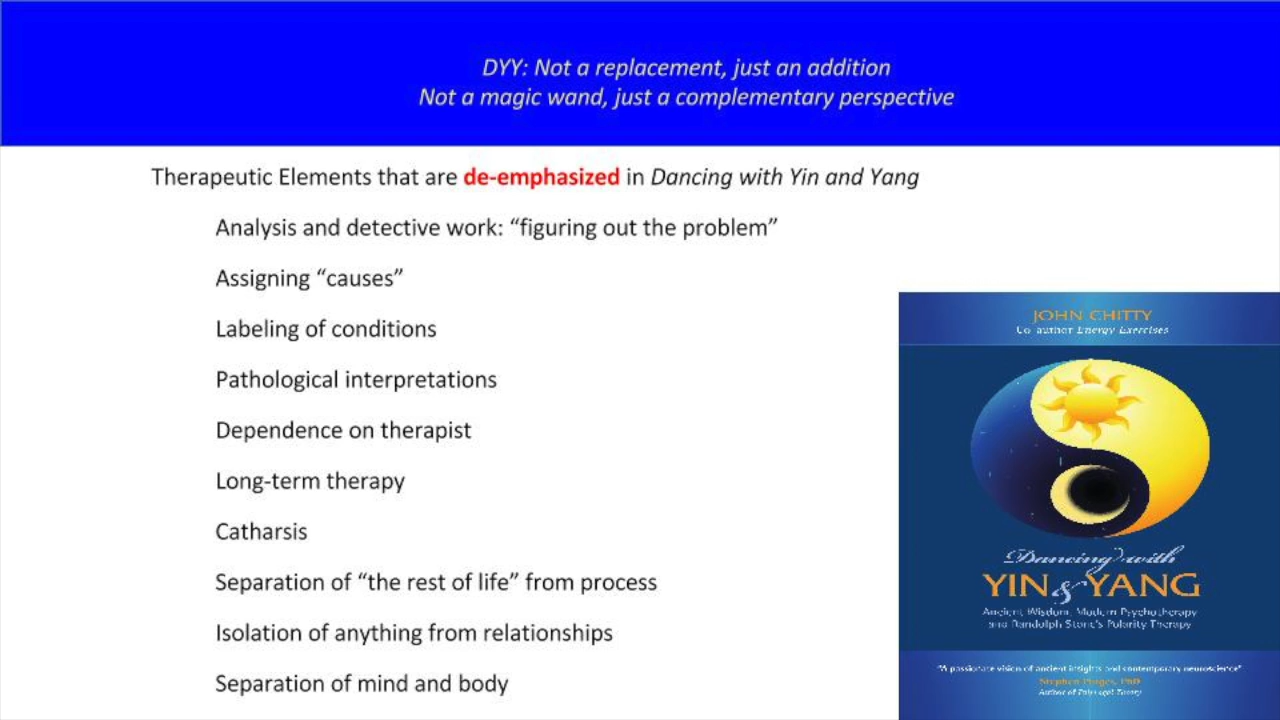 DYY: Not a replacement, just an addition
Not a magic wand, just a complementary perspective
Therapeutic Elements that are de-emphasized in Dancing with Yin and Yang
Analysis and detective work: “figuring out the problem”
Assigning “causes”
Labeling of conditions
Pathological interpretations
Dependence on therapist
Long-term therapy
Catharsis
Separation of “the rest of life” from process
Isolation of anything from relationships
Separation of mind and body
JOHN CHITTY
Co-author Energy Exercises
Dancing with
YIN & YANG
Ancient Wisdom, Modern Psychotherapy
and Randolph Stone's Polarity Therapy
"A passionate vision of ancient insights and contemporary neuroscience"
Stephen Porges, PhD
Author of Polyvagal Theory